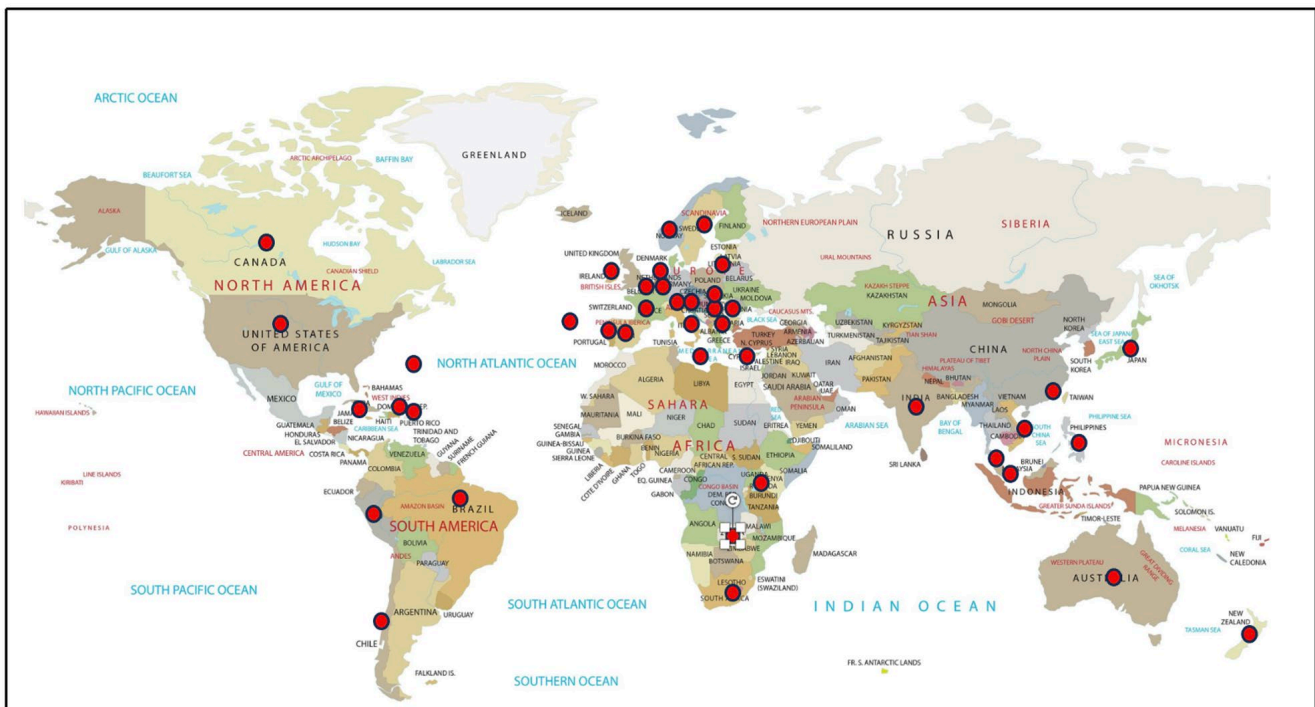 ARCTIC OCEAN
BEAUFORT SEA
ARCTIC ARCHIPELAGO
BAFFIN BAY
GREENLAND
ALASKA
GULF OF ALASKA
HUDSON BAY
LABRADOR SEA
CANADA
CANADIAN SHIELD
NORTH AMERICA
UNITED STATES
OF AMERICA
NORTH PACIFIC OCEAN
NORTH ATLANTIC OCEAN
HAWAIIAN ISLANDS
MEXICO
GULF OF
MEXICO
BAHAMAS
WEST INDIES
HAITI
PUERTO RICO
BELIZE
CARIBBEAN SEA
GUATEMALA
HONDURAS
EL SALVADOR
NICARAGUA
TRINIDAD AND
TOBAGO
CENTRAL AMERICA
COSTA RICA
PANAMA
VENEZUELA
GUYANA
SURINAME
FRENCH GUIANA
COLOMBIA
ECUADOR
LINE ISLANDS
KIRIBATI
POLYNESIA
AMAZON BASIN
BRAZIL
SOUTH AMERICA
BOLIVIA
ANDES
PARAGUAY
SOUTH PACIFIC OCEAN
ARGENTINA
URUGUAY
CHILE
FALKLAND IS.
SOUTH ATLANTIC OCEAN
SOUTHERN OCEAN
ICELAND
SCANDINAVIA
FINLAND
UNITED KINGDOM
DENMARK
ESTONIA
IRELAND
BRITISH ISLES
POLAND
BELARUS
UKRAINE
MOLDOVA
SWITZERLAND
PORTUGAL
BLACK SEA
GREECE
NORTHERN EUROPEAN PLAIN
RUSSIA
SIBERIA
URAL MOUNTAINS
SEA OF
OKHOTSK
KAZAKH STEPPE
KAZAKHSTAN
ASIA
MONGOLIA
GOBI DESERT
CAUCASUS MTS.
GEORGIA
ARMENIA
AZERBAIJAN
UZBEKISTAN
TURKMENISTAN
KYRGYZSTAN
TIAN SHAN
TAJIKISTAN
CHINA
NORTH
KOREA
SEA OF JAPAN/
EAST SEA
SOUTH
KOREA
JAPAN
NORTH CHINA
PLAIN
PLATEAU OF TIBET
HIMALAYAS
TURKEY
N. CYPRUS
SYRIA
LEBANON
PALESTINE
ISRAEL
IRAQ
IRAN
AFGHANISTAN
PAKISTAN
NEPAL
BHUTAN
JORDAN
KUWAIT
SAUDI ARABIA
QATAR
UAE
OMAN
ARABIAN
PENINSULA
YEMEN
ARABIAN SEA
INDIA
BANGLADESH
MYANMAR
LAOS
VIETNAM
THAILAND
TAIWAN
BAY OF
BENGAL
SRI LANKA
SOUTH
CHINA
SEA
PHILIPPINES
PHILIPPINE SEA
MICRONESIA
CAROLINE ISLANDS
BRUNEI
INDONESIA
GREATER SUNDA ISLANDS
TIMOR-LESTE
PAPUA NEW GUINEA
SOLOMON IS.
MELANESIA
VANUATU
FIJI
CORAL SEA
NEW
CALEDONIA
WESTERN PLATEAU
GREAT DIVIDING
RANGE
AUSTRALIA
NEW
ZEALAND
TASMAN SEA
MOROCCO
TUNISIA
ALGERIA
LIBYA
EGYPT
W. SAHARA
SAHARA
MAURITANIA
MALI
NIGER
CHAD
SUDAN
RED
SEA
ERITREA
DJIBOUTI
SOMALILAND
SENEGAL
GAMBIA
GUINEA-BISSAU
GUINEA
SIERRA LEONE
LIBERIA
COTE D'IVOIRE
BURKINA FASO
GHANA
TOGO
BENIN
NIGERIA
AFRICA
CAMEROON
CENTRAL
AFRICAN REP.
S. SUDAN
ETHIOPIA
SOMALIA
EQ. GUINEA
GABON
CONGO
CONGO BASIN
UGANDA
BURUNDI
TANZANIA
ANGOLA
MALAWI
MOZAMBIQUE
MADAGASCAR
NAMIBIA
BOTSWANA
LESOTHO
ESWATINI
(SWAZILAND)
INDIAN OCEAN
FR. S. ANTARCTIC LANDS